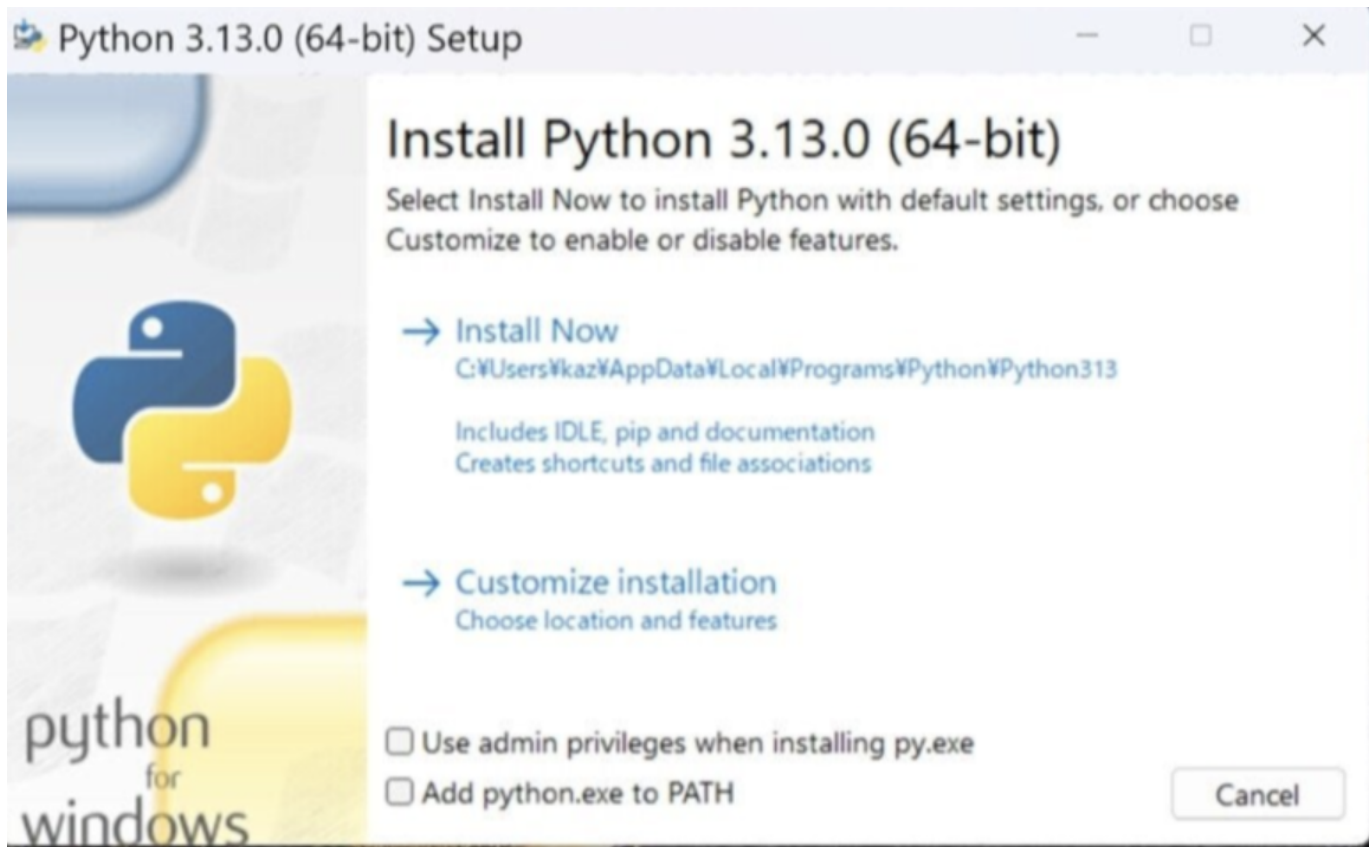 Python 3.13.0 (64-bit) Setup
Install Python 3.13.0 (64-bit)
Select Install Now to install Python with default settings, or choose
Customize to enable or disable features.
Install Now
C:¥Users¥kaz¥AppData¥Local¥Programs¥Python¥Python313
Includes IDLE, pip and documentation
Creates shortcuts and file associations
Customize installation
Choose location and features
Use admin privileges when installing py.exe
Add python.exe to PATH
Cancel
python
for
windows